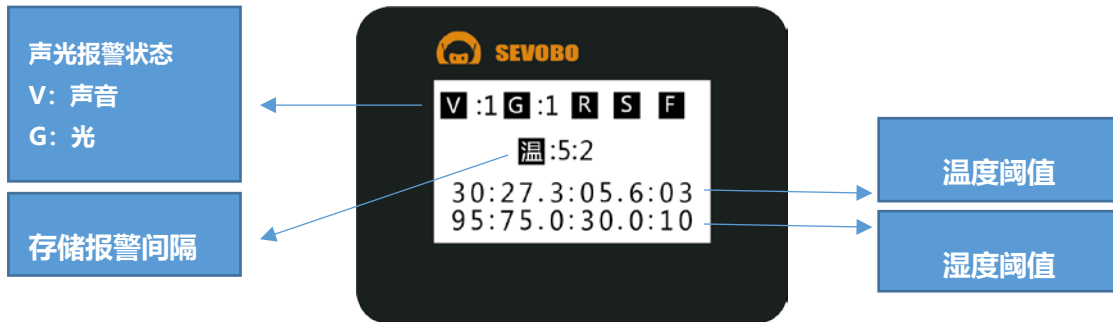 声光报警状态
V：声音
G：光
存储报警间隔
SEVOBO
V :1 G :1 R S F
温 :5:2
30:27.3:05.6:03
95:75.0:30.0:10
温度阈值
湿度阈值